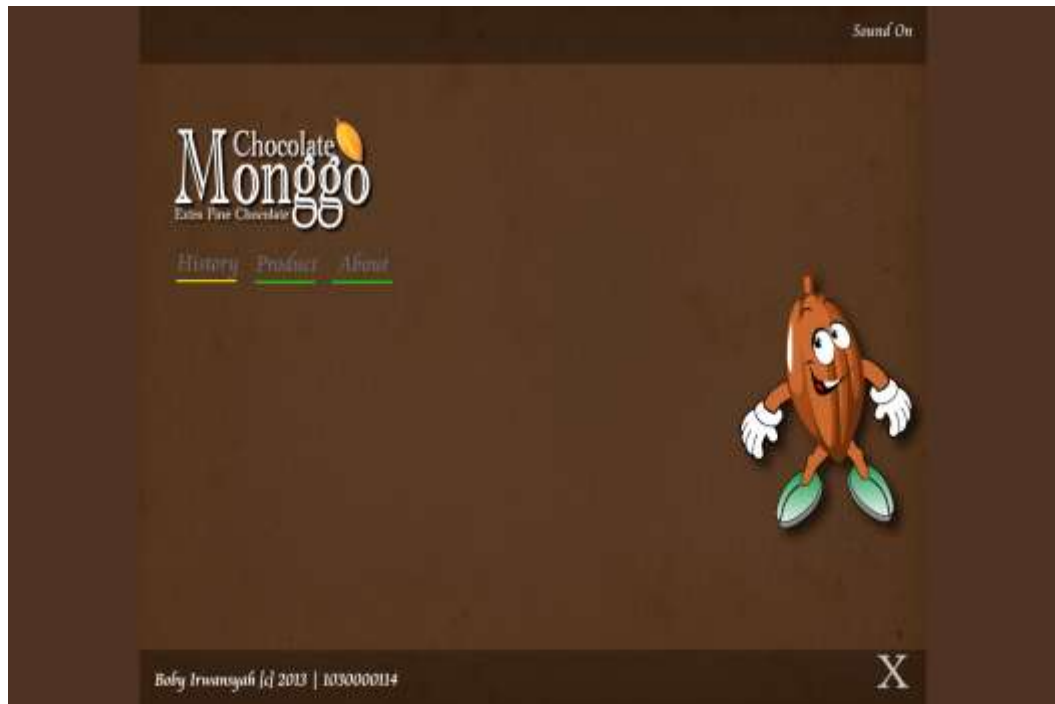 Sound On
Chocolate
Monggo
Extra Fine Chocolate
History Product About
Boby Irwansyah [c] 2013 | 1030000114
X